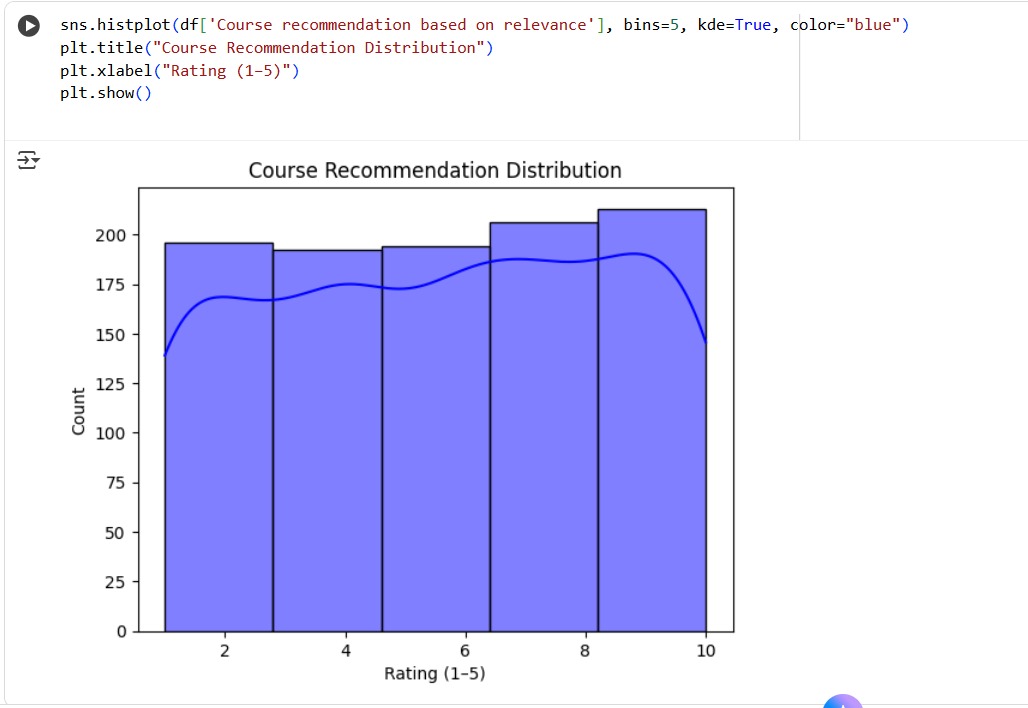 sns.histplot(df['Course recommendation based on relevance'], bins=5, kde=True, color="blue")
plt.title("Course Recommendation Distribution")
plt.xlabel("Rating (1–5)")
plt.show()
Course Recommendation Distribution
200
175
150
125
100
75
50
25
0
Count
2 4 6 8 10
Rating (1–5)